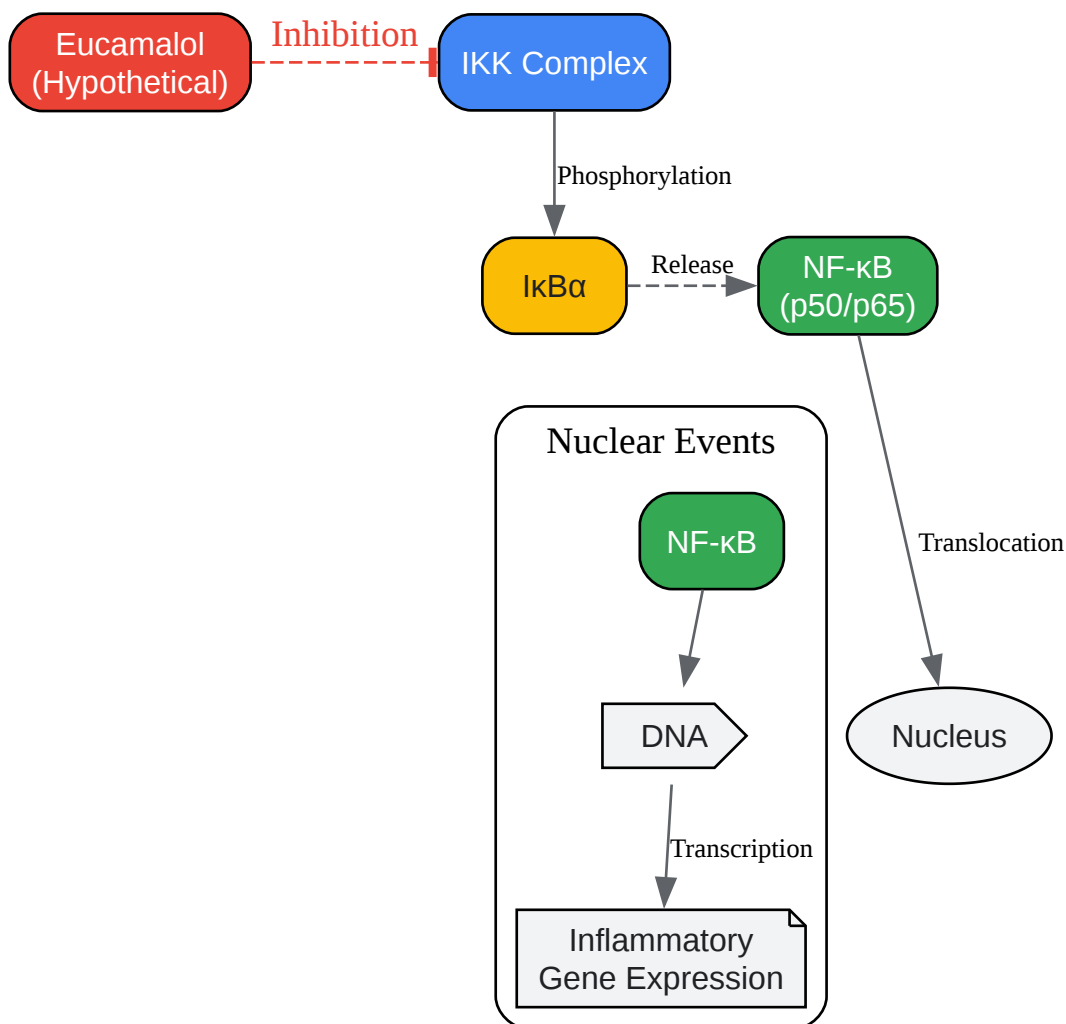 Eucamalol
(Hypothetical)
Inhibition
IKK Complex
Phosphorylation
IκBα
Release
NF-κB
(p50/p65)
Nuclear Events
NF-κB
Translocation
DNA
Nucleus
Transcription
Inflammatory
Gene Expression